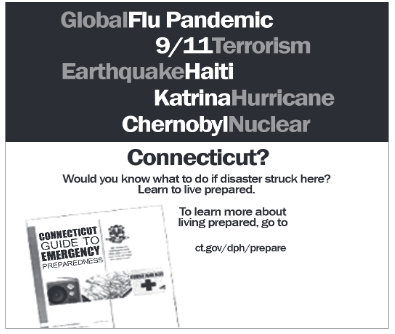 GlobalFlu Pandemic
9/11Terrorism
EarthquakeHaiti
KatrinaHurricane
ChernobylNuclear
Connecticut?
Would you know what to do if disaster struck here?
Learn to live prepared.
To learn more about
living prepared, go to
ct.gov/dph/prepare
CONNECTICUT
GUIDE TO
EMERGENCY
PREPAREDNESS